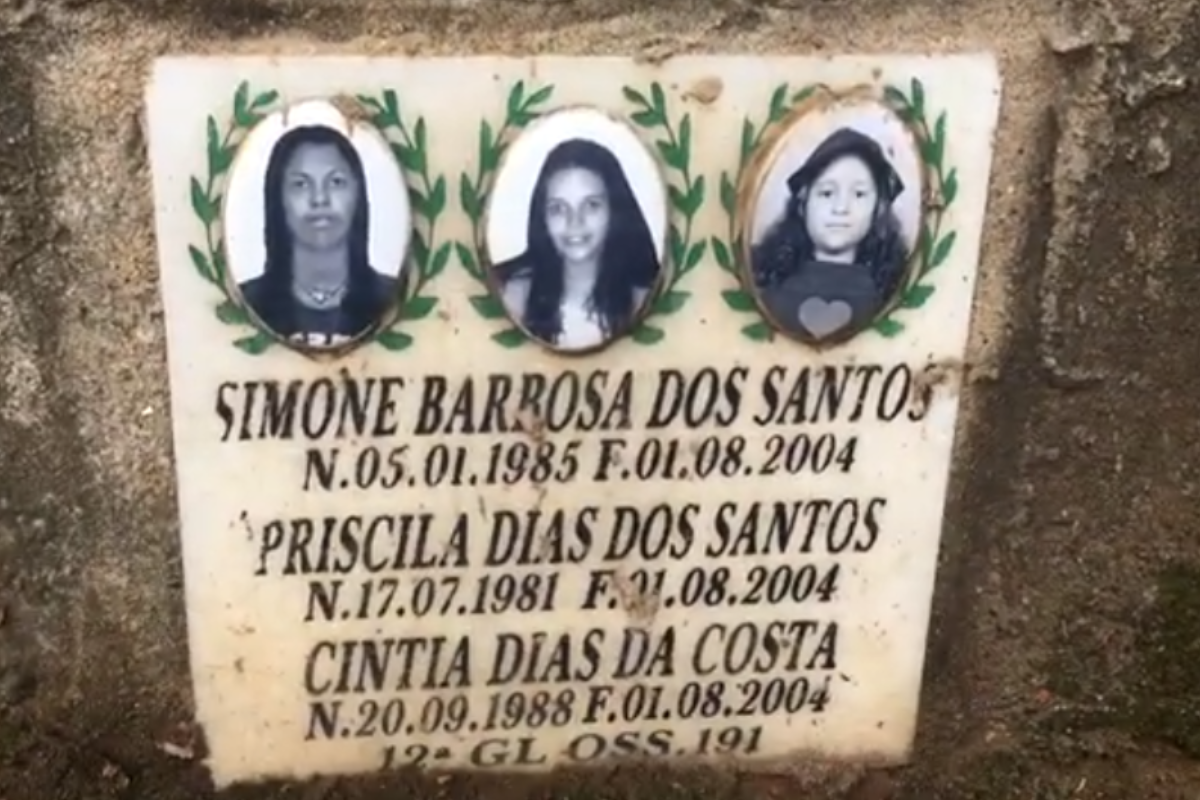 SIMONE BARBOSA DOS SANTOS
N.05.01.1985 F.01.08.2004
PRISCILA DIAS DOS SANTOS
N.17.07.1981 F.01.08.2004
CINTIA DIAS DA COSTA
N.20.09.1988 F.01.08.2004
12ª GL OSS.191